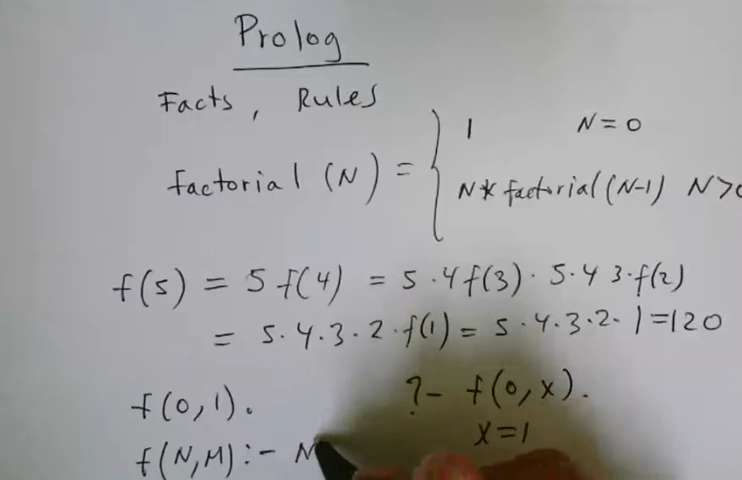 Prolog
Facts, Rules
factorial (N) = { 1 N=0
N*factorial(N-1) N>0
f(5) = 5 f(4) = 5·4f(3)· 5·4 3·f(2)
= 5·4·3·2·f(1) = 5·4·3·2·1=120
f(0,1). ?- f(0,x).
x=1
f(N,M):- N